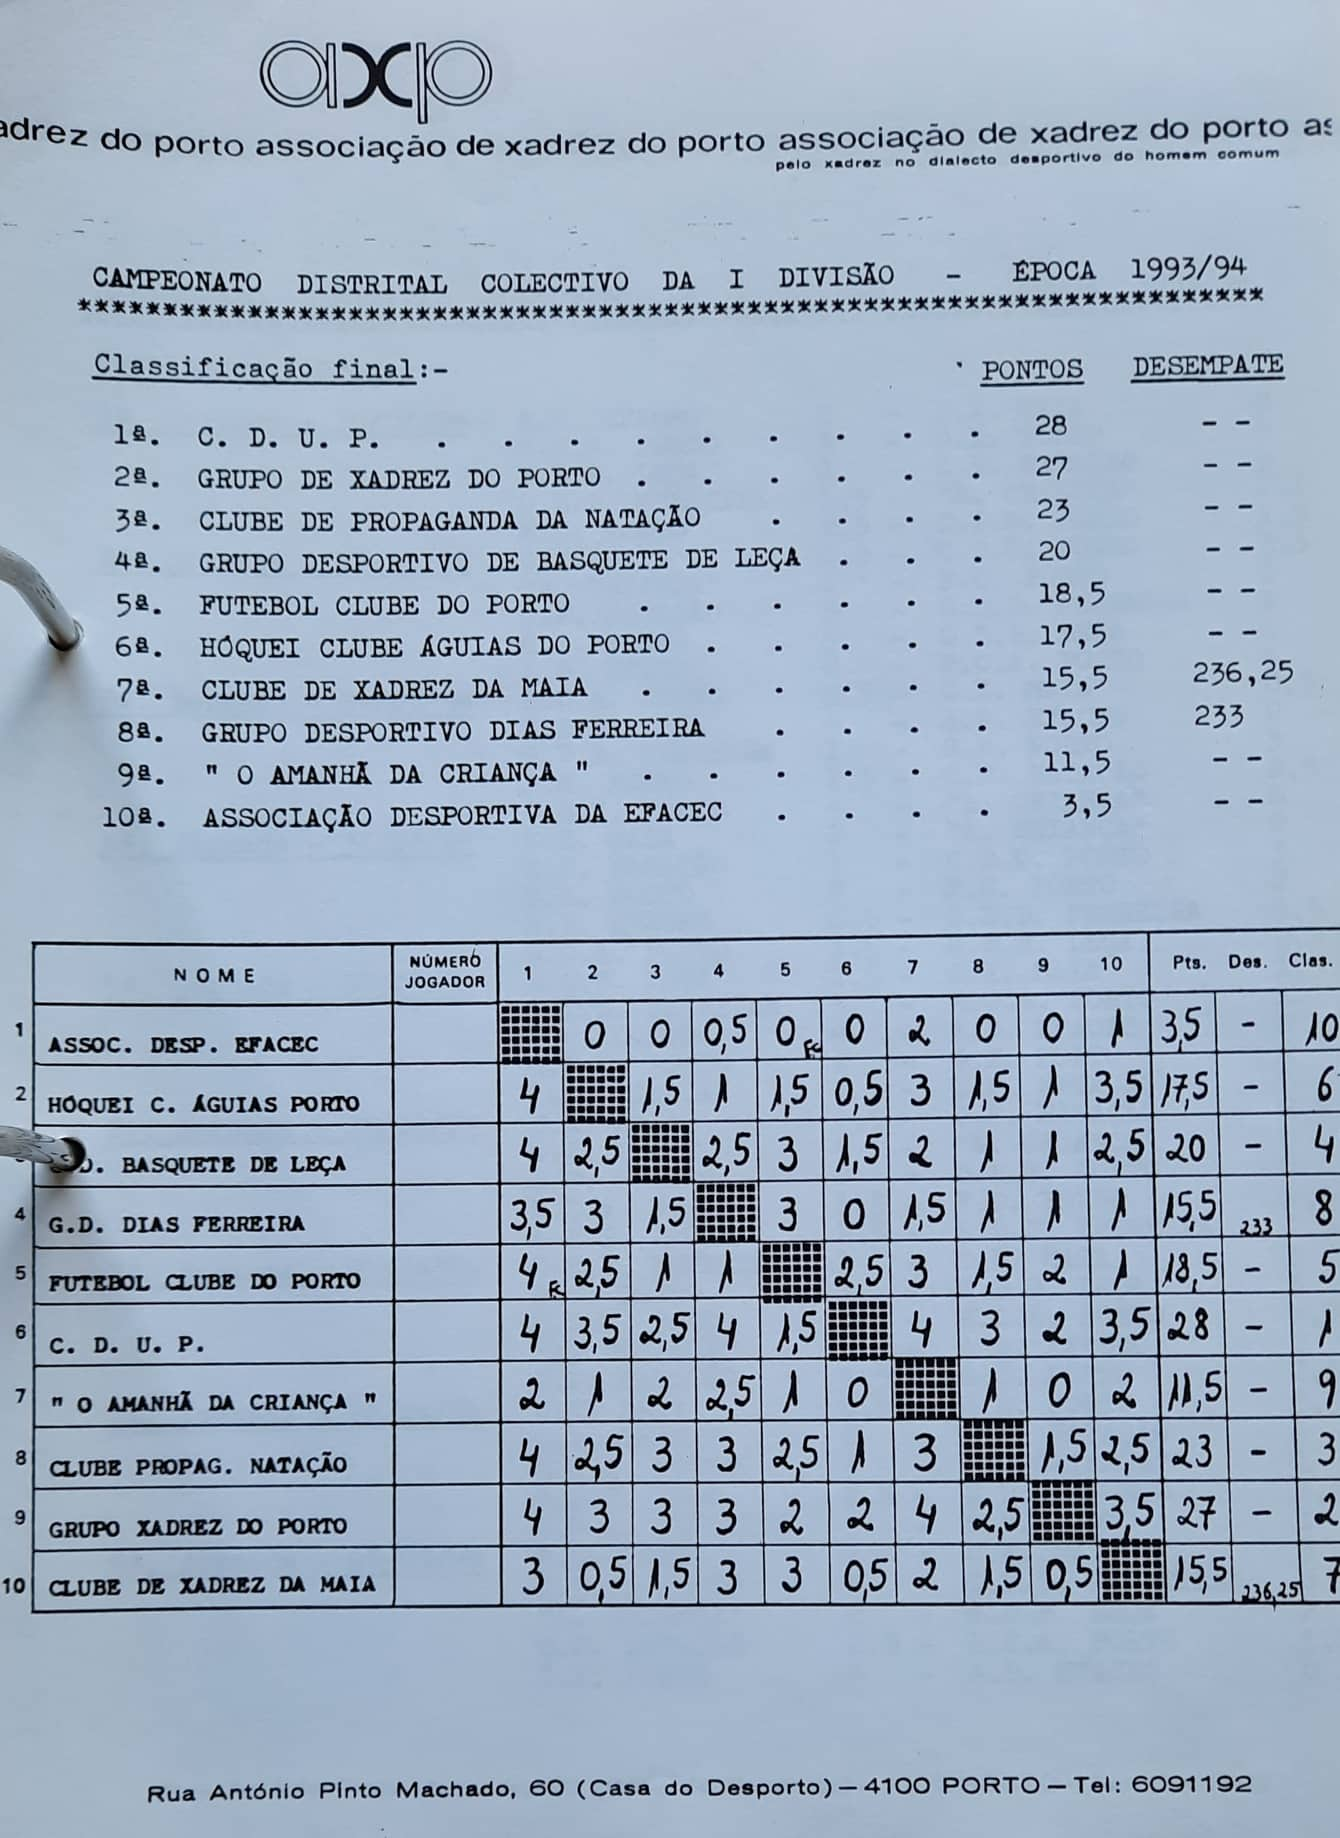 axp
adrez do porto associação de xadrez do porto associação de xadrez do porto as
pelo xadrez no dialecto desportivo do homem comum
CAMPEONATO DISTRITAL COLECTIVO DA I DIVISÃO - ÉPOCA 1993/94
*********************************************************************
Classificação final:- PONTOS DESEMPATE
1ª. C. D. U. P. . . . . . . . . . 28 - -
2ª. GRUPO DE XADREZ DO PORTO . . . . . . 27 - -
3ª. CLUBE DE PROPAGANDA DA NATAÇÃO . . . . 23 - -
4ª. GRUPO DESPORTIVO DE BASQUETE DE LEÇA . . . 20 - -
5ª. FUTEBOL CLUBE DO PORTO . . . . . . 18,5 - -
6ª. HÓQUEI CLUBE ÁGUIAS DO PORTO . . . . . 17,5 - -
7ª. CLUBE DE XADREZ DA MAIA . . . . . . 15,5 236,25
8ª. GRUPO DESPORTIVO DIAS FERREIRA . . . . 15,5 233
9ª. " O AMANHÃ DA CRIANÇA " . . . . . . 11,5 - -
10ª. ASSOCIAÇÃO DESPORTIVA DA EFACEC . . . . 3,5 - -
NOME NÚMERO JOGADOR 1 2 3 4 5 6 7 8 9 10 Pts. Des. Clas.
1 ASSOC. DESP. EFACEC 0 0 0,5 0 FC 0 2 0 0 1 3,5 - 10
2 HÓQUEI C. ÁGUIAS PORTO 4 1,5 1 1,5 0,5 3 1,5 1 3,5 17,5 - 6
D. BASQUETE DE LEÇA 4 2,5 2,5 3 1,5 2 1 1 2,5 20 - 4
4 G.D. DIAS FERREIRA 3,5 3 1,5 3 0 1,5 1 1 1 15,5 233 8
5 FUTEBOL CLUBE DO PORTO 4 FC 2,5 1 1 2,5 3 1,5 2 1 18,5 - 5
6 C. D. U. P. 4 3,5 2,5 4 1,5 4 3 2 3,5 28 - 1
7 " O AMANHÃ DA CRIANÇA " 2 1 2 2,5 1 0 1 0 2 11,5 - 9
8 CLUBE PROPAG. NATAÇÃO 4 2,5 3 3 2,5 1 3 1,5 2,5 23 - 3
9 GRUPO XADREZ DO PORTO 4 3 3 3 2 2 4 2,5 3,5 27 - 2
10 CLUBE DE XADREZ DA MAIA 3 0,5 1,5 3 3 0,5 2 1,5 0,5 15,5 236,25 7
Rua António Pinto Machado, 60 (Casa do Desporto) — 4100 PORTO — Tel: 6091192